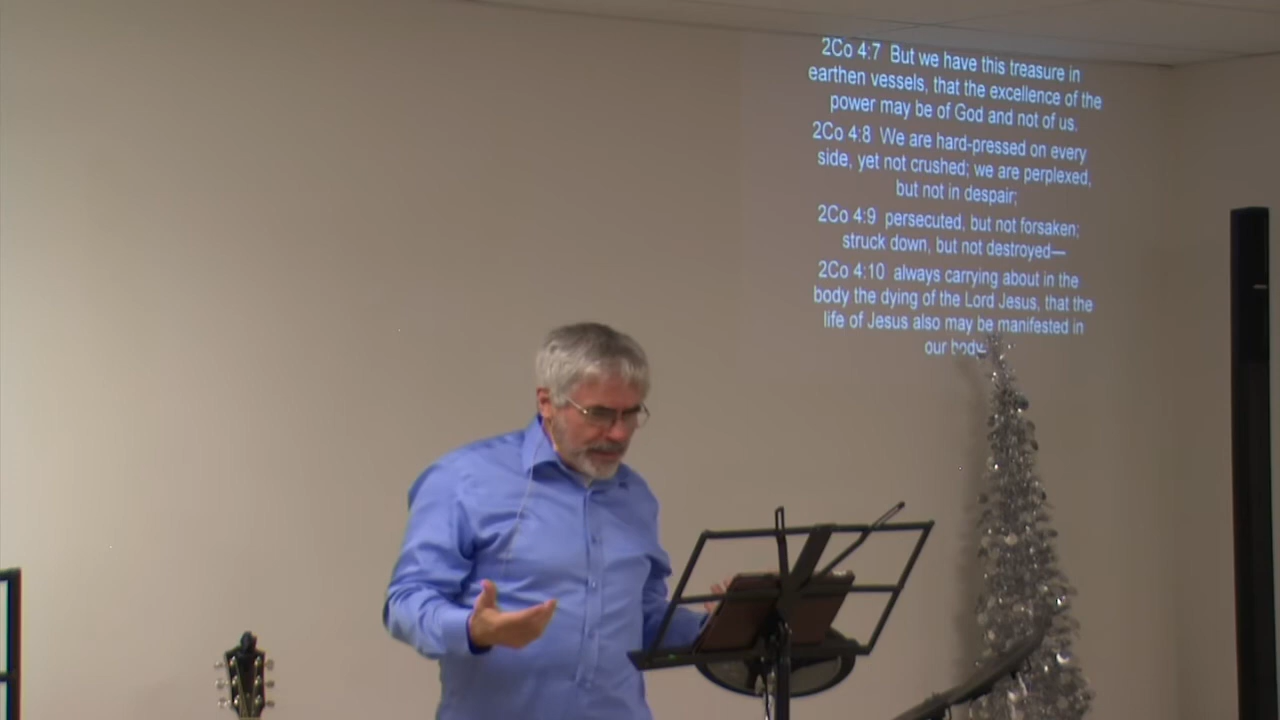 2Co 4:7 But we have this treasure in
earthen vessels, that the excellence of the
power may be of God and not of us.
2Co 4:8 We are hard-pressed on every
side, yet not crushed; we are perplexed,
but not in despair;
2Co 4:9 persecuted, but not forsaken;
struck down, but not destroyed—
2Co 4:10 always carrying about in the
body the dying of the Lord Jesus, that the
life of Jesus also may be manifested in
our body